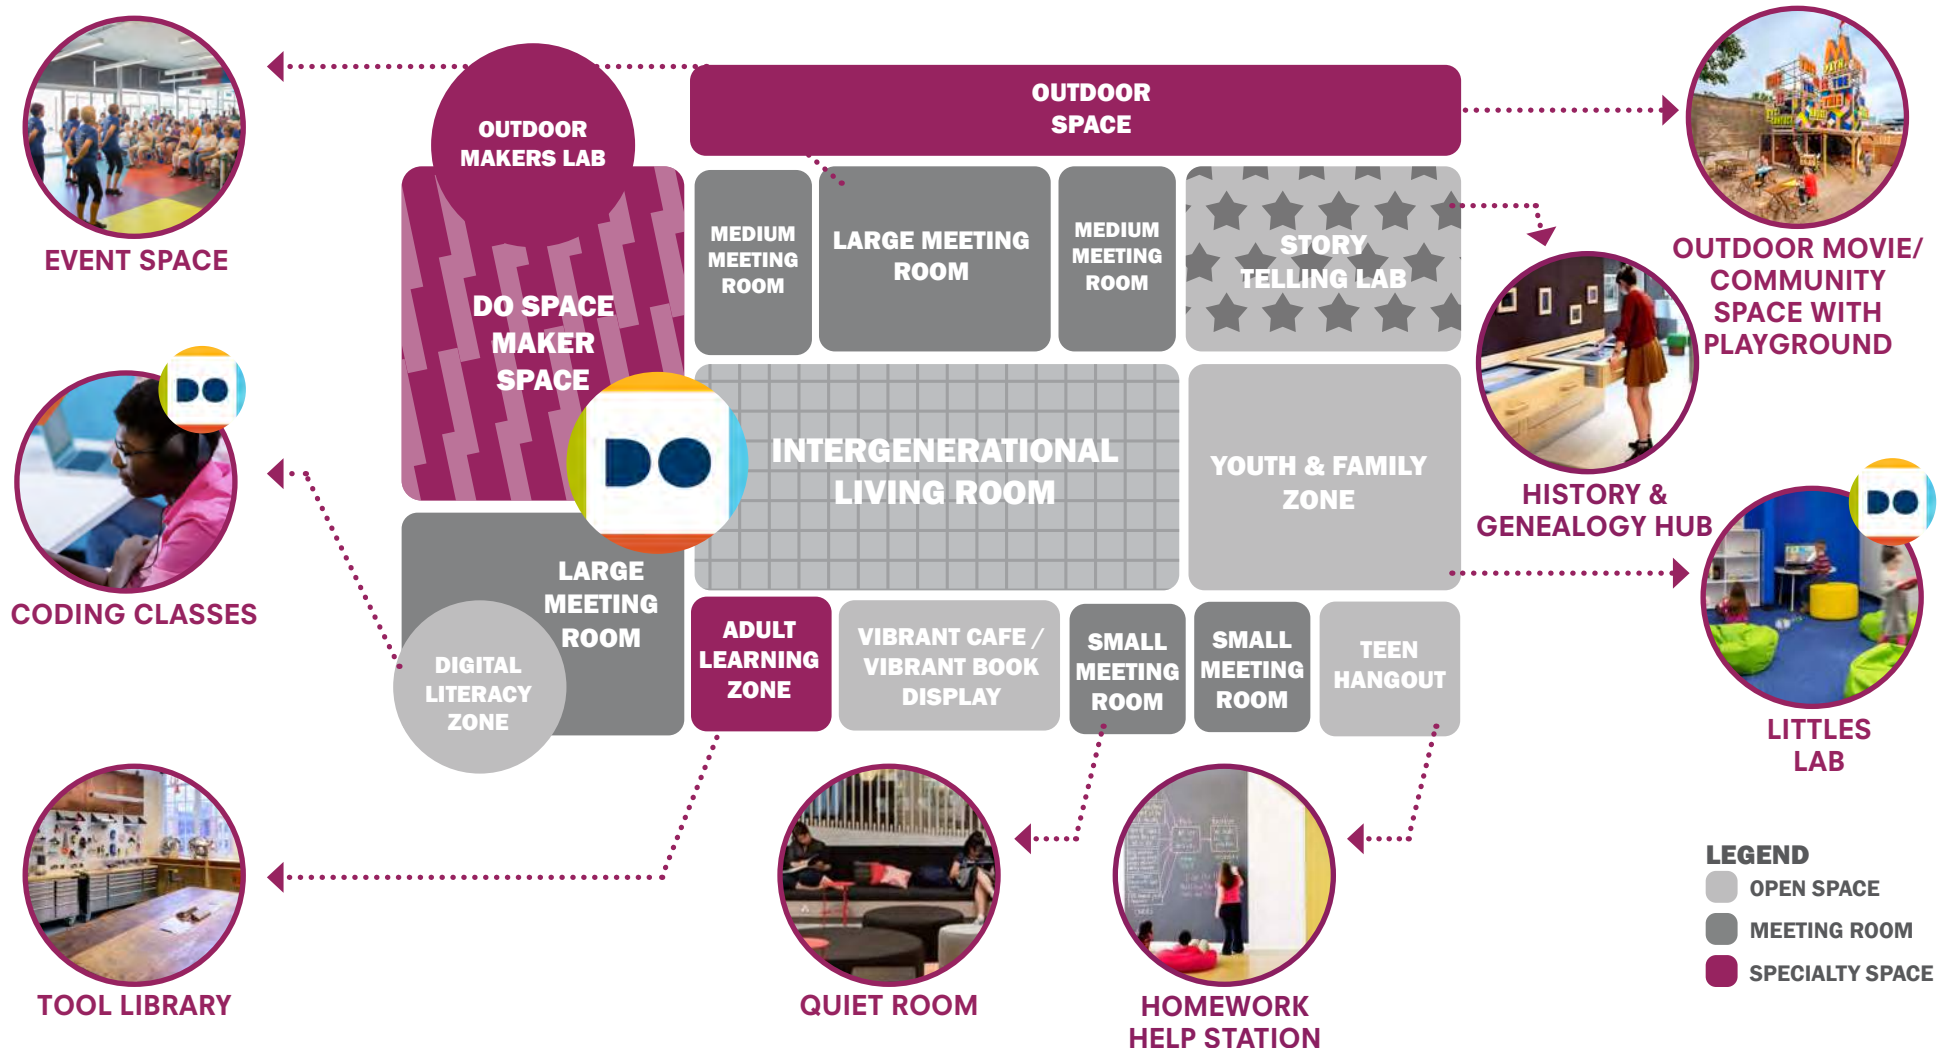 EVENT SPACE
CODING CLASSES
TOOL LIBRARY
OUTDOOR
MAKERS LAB
DO SPACE
MAKER
SPACE
DO
DO
LARGE
MEETING
ROOM
DIGITAL
LITERACY
ZONE
OUTDOOR
SPACE
MEDIUM
MEETING
ROOM
LARGE MEETING
ROOM
MEDIUM
MEETING
ROOM
STORY
TELLING LAB
INTERGENERATIONAL
LIVING ROOM
YOUTH & FAMILY
ZONE
ADULT
LEARNING
ZONE
VIBRANT CAFE /
VIBRANT BOOK
DISPLAY
SMALL
MEETING
ROOM
SMALL
MEETING
ROOM
TEEN
HANGOUT
QUIET ROOM
HOMEWORK
HELP STATION
OUTDOOR MOVIE/
COMMUNITY
SPACE WITH
PLAYGROUND
HISTORY &
GENEALOGY HUB
DO
LITTLES
LAB
LEGEND
OPEN SPACE
MEETING ROOM
SPECIALTY SPACE